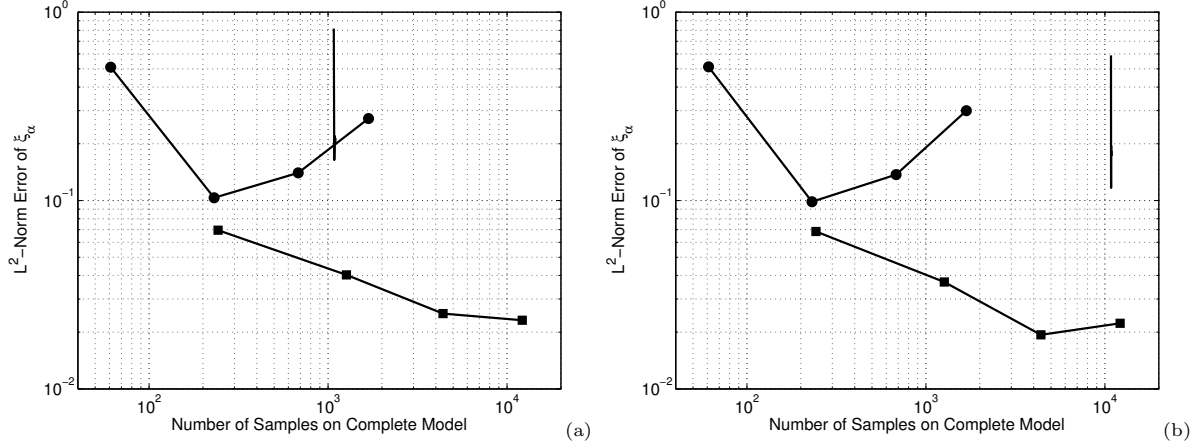 10^0
10^-1
10^-2
L^2−Norm Error of ξ_α
10^2
10^3
10^4
Number of Samples on Complete Model
(a)
10^0
10^-1
10^-2
L^2−Norm Error of ξ_α
10^2
10^3
10^4
Number of Samples on Complete Model
(b)